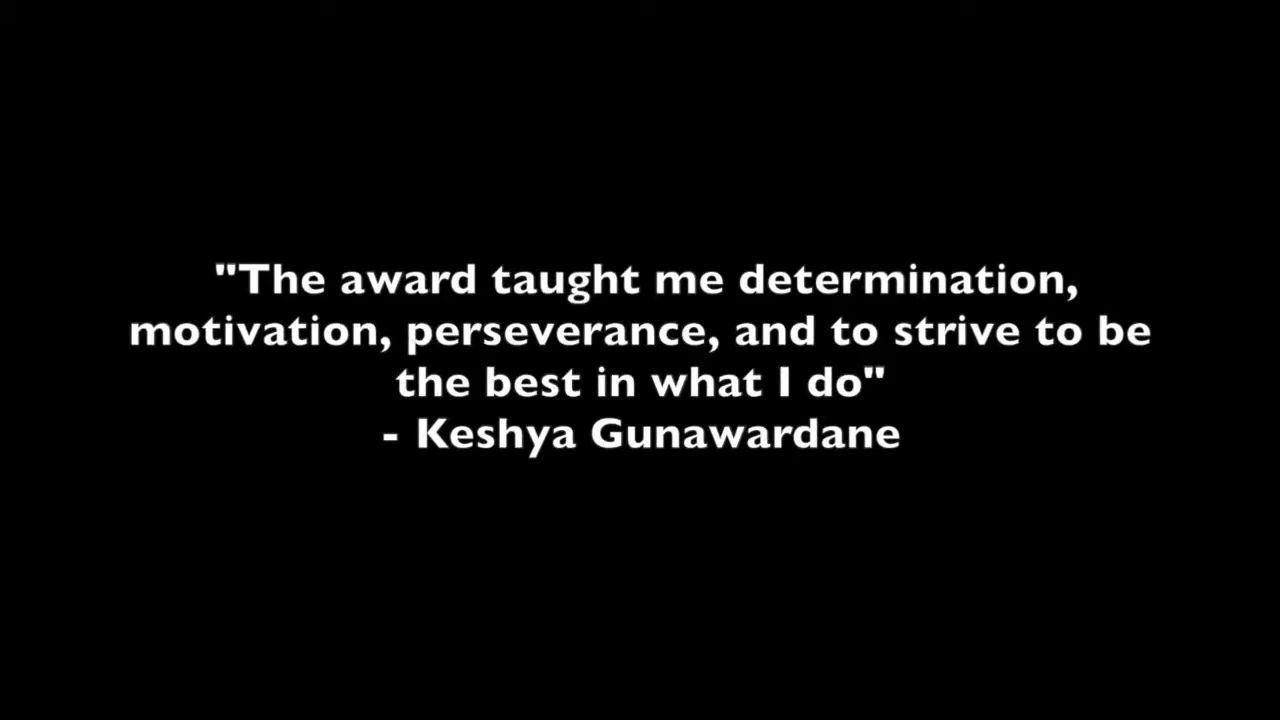 "The award taught me determination,
motivation, perseverance, and to strive to be
the best in what I do"
- Keshya Gunawardane